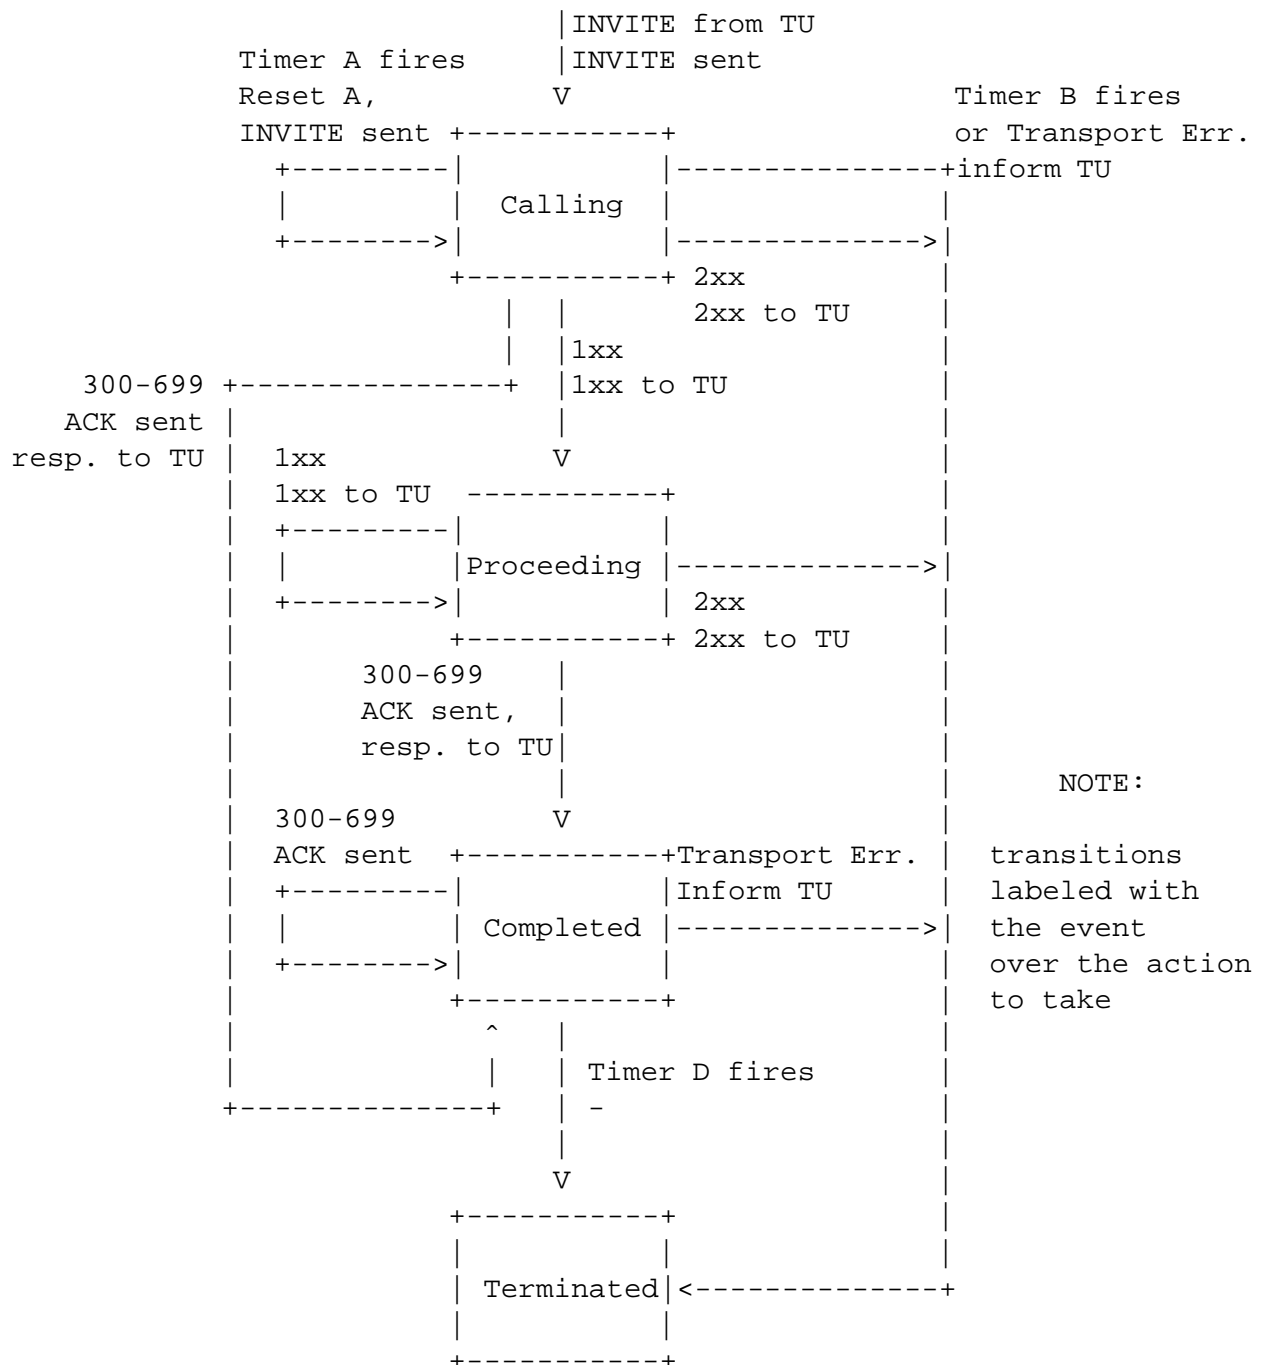 INVITE from TU
Timer A fires INVITE sent
Reset A, V Timer B fires
INVITE sent or Transport Err.
inform TU
Calling
2xx
2xx to TU
1xx
300-699 1xx to TU
ACK sent
resp. to TU 1xx V
1xx to TU
Proceeding
2xx
2xx to TU
300-699
ACK sent,
resp. to TU
NOTE:
300-699 V
ACK sent Transport Err. transitions
Inform TU labeled with
Completed the event
over the action
to take
^
Timer D fires
-
V
Terminated